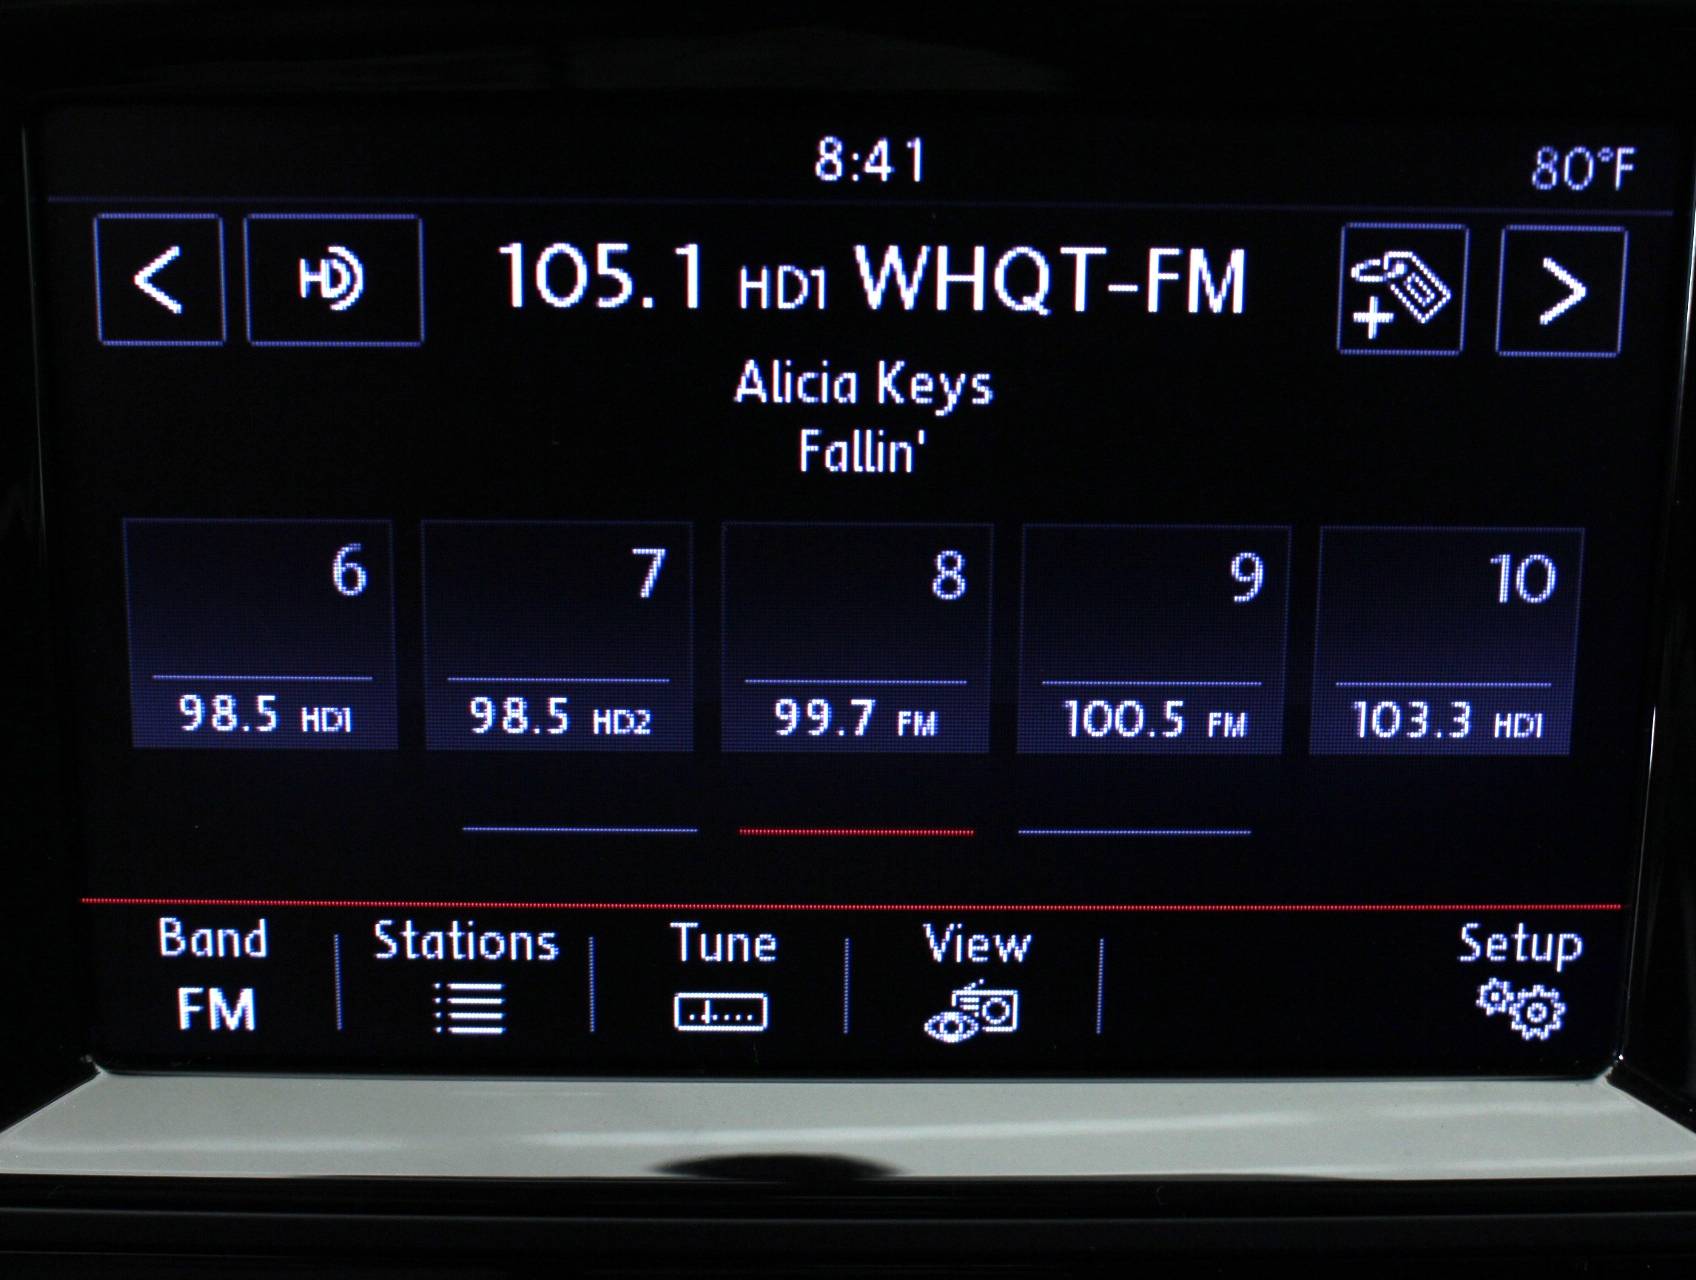 8:41 80°F
< HD 105.1 HD1 WHQT-FM >
Alicia Keys
Fallin'
6 7 8 9 10
98.5 HD1 98.5 HD2 99.7 FM 100.5 FM 103.3 HD1
Band Stations Tune View Setup
FM